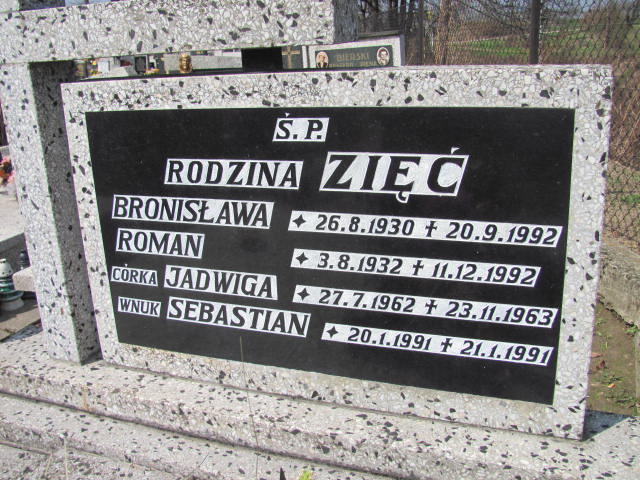 BIERSKI
Ś.P.
RODZINA ZIĘĆ
BRONISŁAWA ✦ 26.8.1930 ✝ 20.9.1992
ROMAN ✦ 3.8.1932 ✝ 11.12.1992
CÓRKA JADWIGA ✦ 27.7.1962 ✝ 23.11.1963
WNUK SEBASTIAN ✦ 20.1.1991 ✝ 21.1.1991